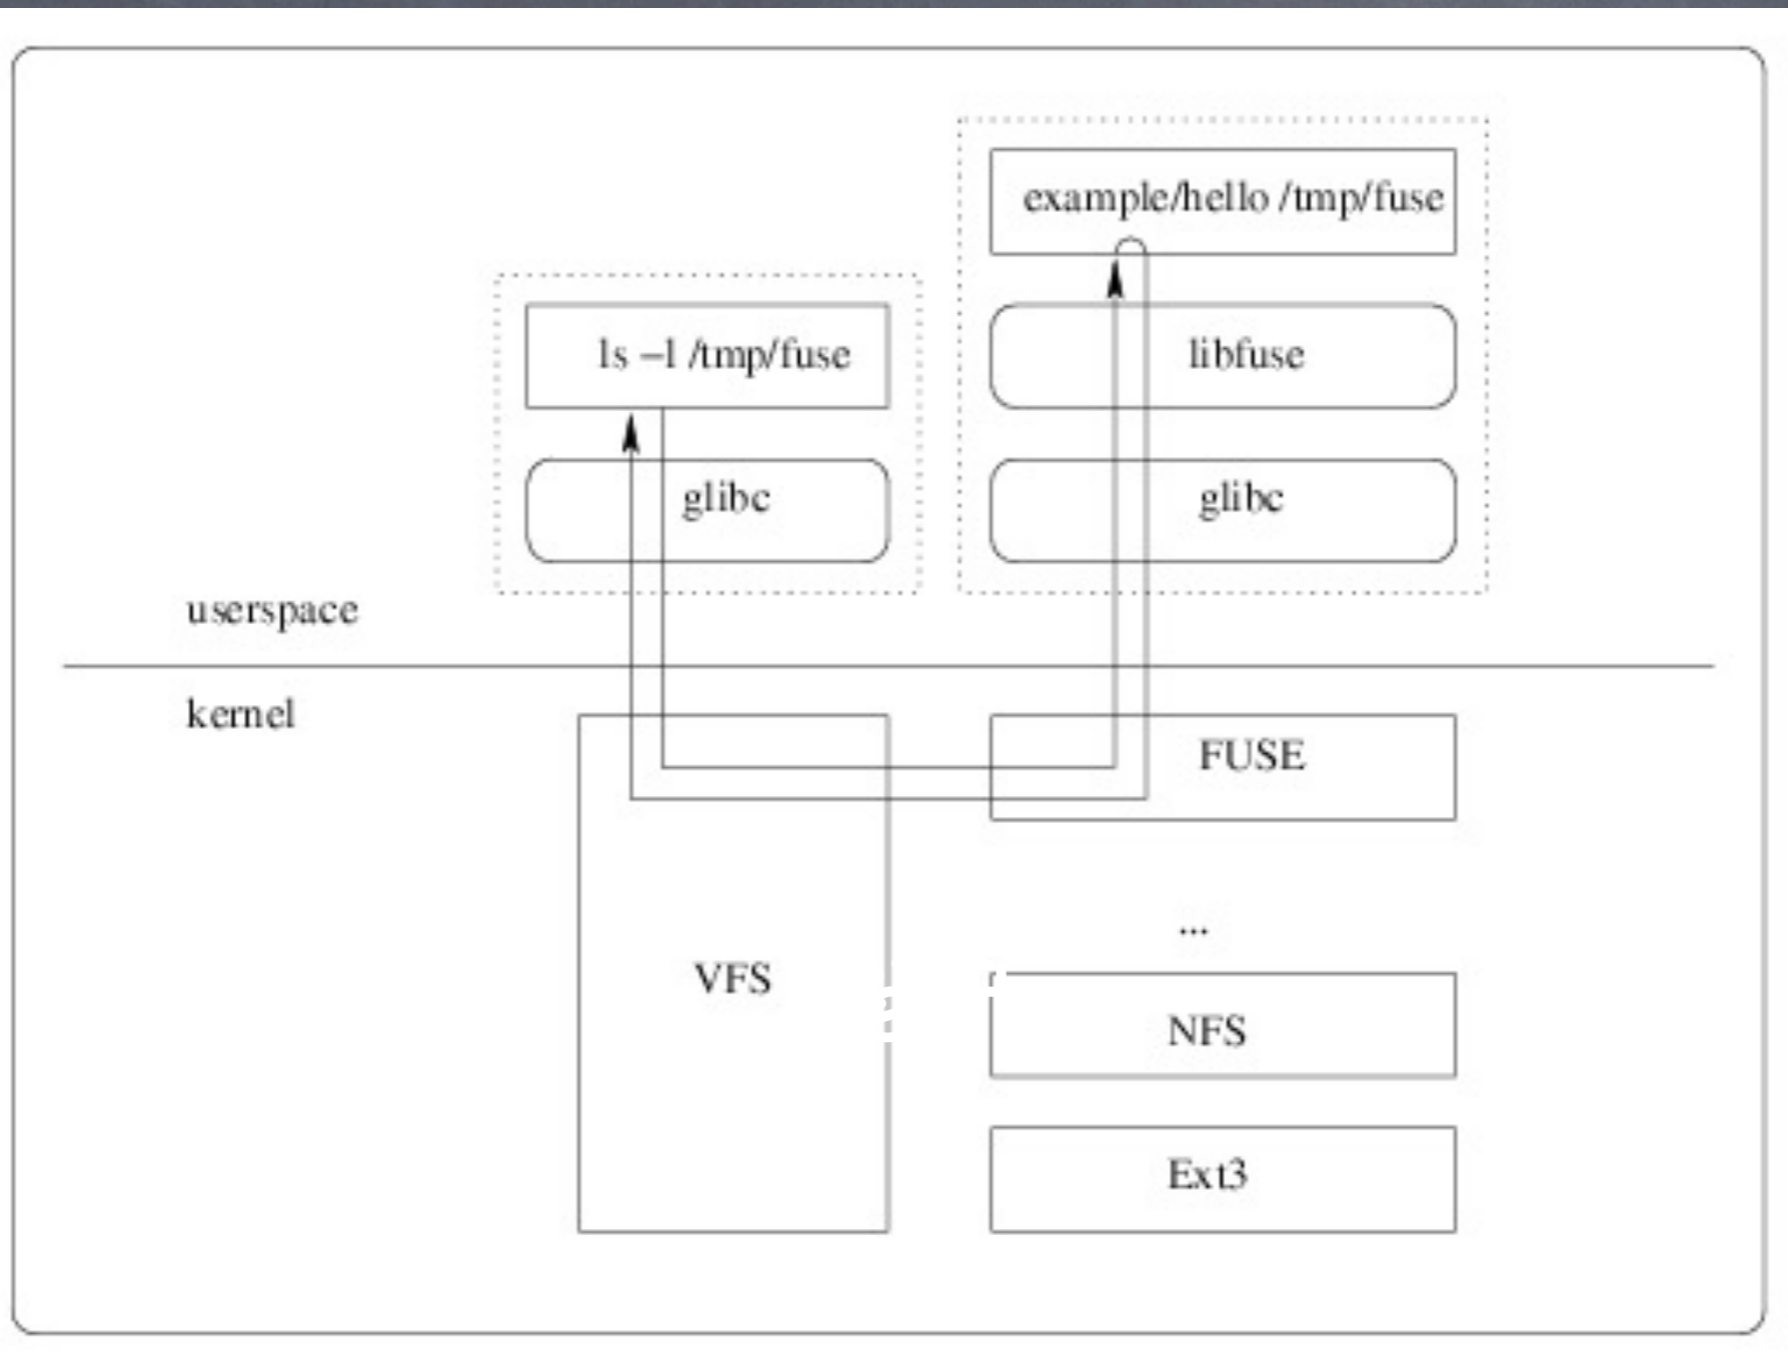 example/hello /tmp/fuse
ls –l /tmp/fuse
libfuse
glibc
glibc
userspace
kernel
FUSE
...
VFS
NFS
Ext3